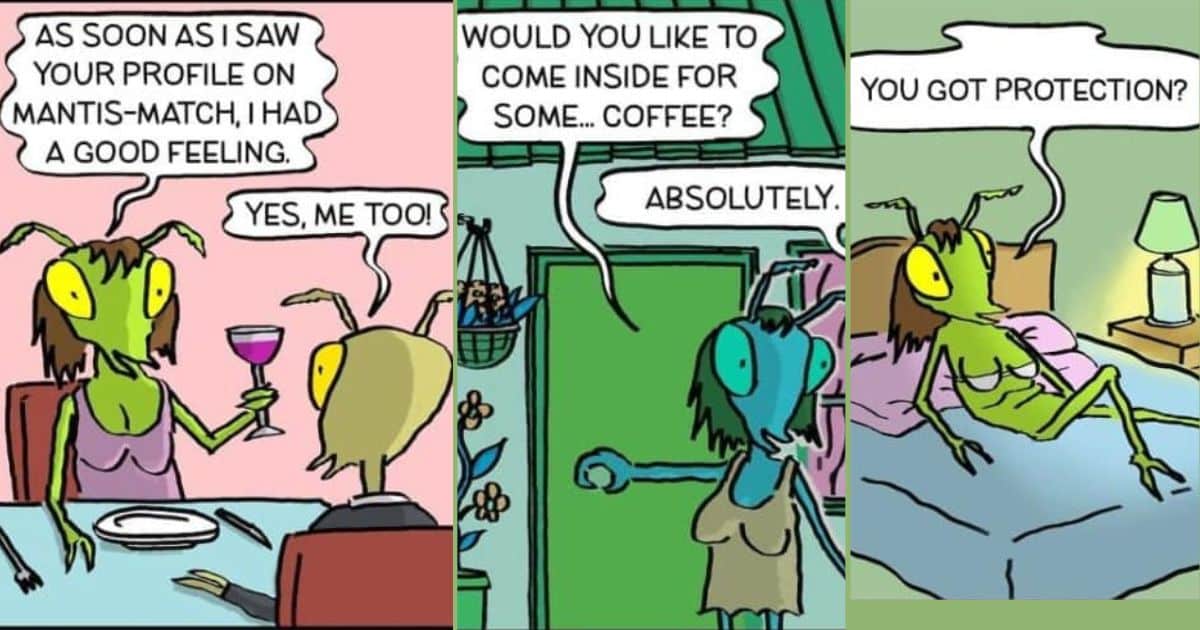 AS SOON AS I SAW
YOUR PROFILE ON
MANTIS-MATCH, I HAD
A GOOD FEELING.
YES, ME TOO!
WOULD YOU LIKE TO
COME INSIDE FOR
SOME... COFFEE?
ABSOLUTELY.
YOU GOT PROTECTION?